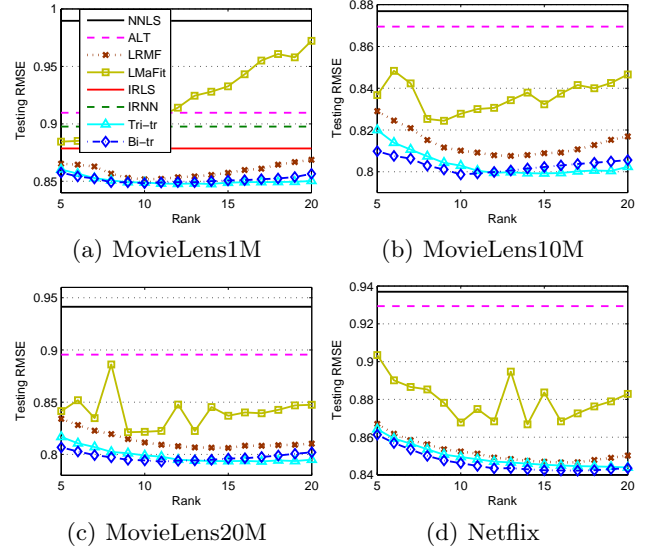 1
0.95
0.9
0.85
Testing RMSE
5
10
15
20
Rank
NNLS
ALT
LRMF
LMaFit
IRLS
IRNN
Tri-tr
Bi-tr
(a) MovieLens1M
0.88
0.86
0.84
0.82
0.8
Testing RMSE
5
10
15
20
Rank
(b) MovieLens10M
0.95
0.9
0.85
0.8
Testing RMSE
5
10
15
20
Rank
(c) MovieLens20M
0.94
0.92
0.9
0.88
0.86
0.84
Testing RMSE
5
10
15
20
Rank
(d) Netflix